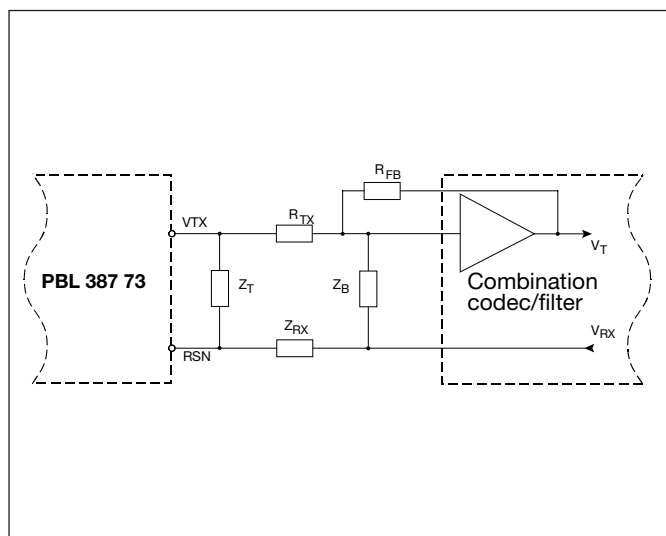 R_FB
VTX
R_TX
V_T
PBL 387 73
Z_T
Z_B
Combination
codec/filter
Z_RX
V_RX
RSN